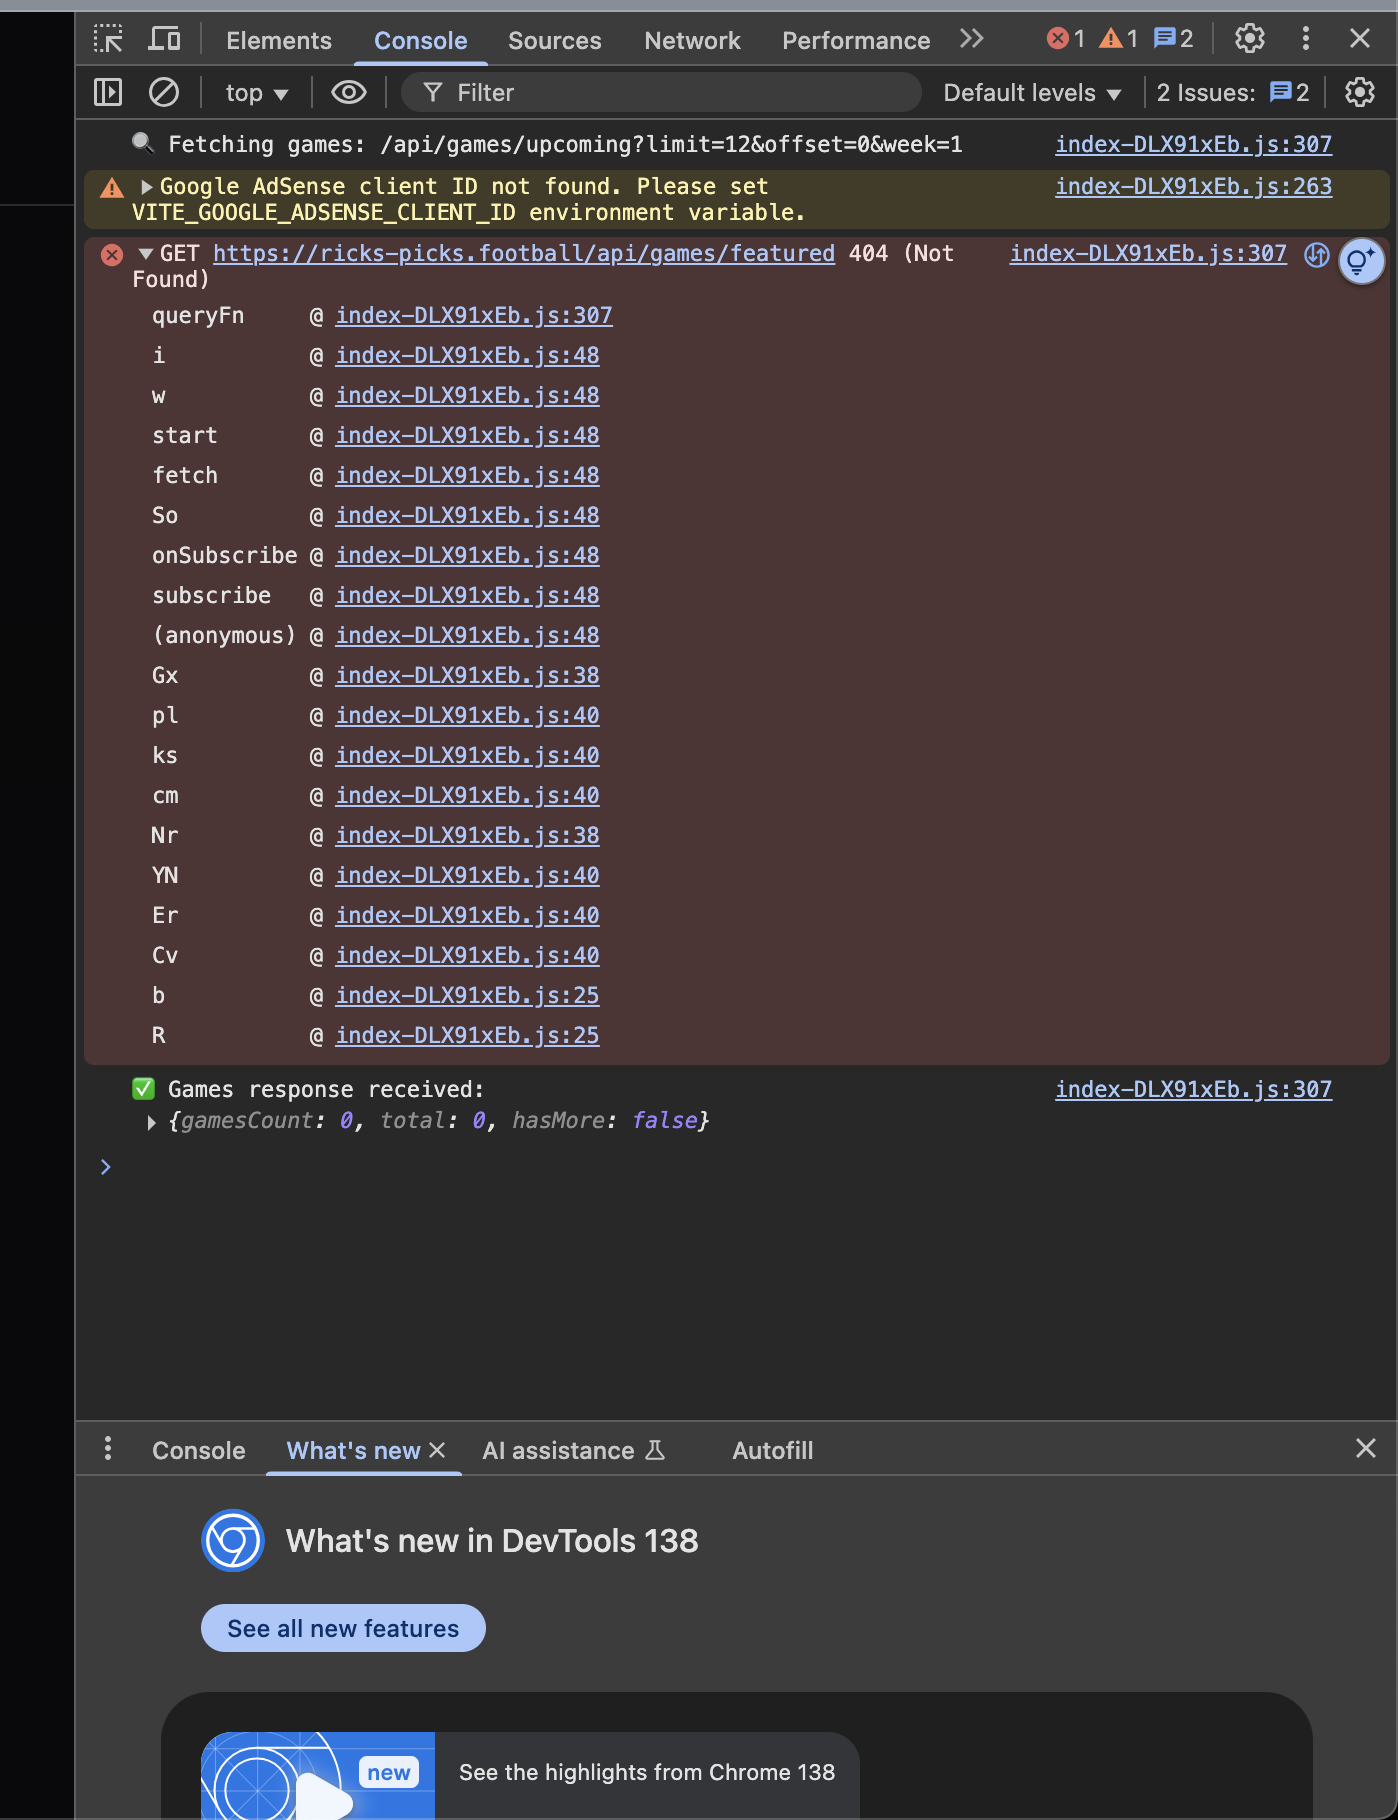 Elements Console Sources Network Performance 1 1 2
top Filter Default levels 2 Issues: 2
🔍 Fetching games: /api/games/upcoming?limit=12&offset=0&week=1 index-DLX91xEb.js:307
Google AdSense client ID not found. Please set index-DLX91xEb.js:263
VITE_GOOGLE_ADSENSE_CLIENT_ID environment variable.
GET https://ricks-picks.football/api/games/featured 404 (Not index-DLX91xEb.js:307
Found)
queryFn @ index-DLX91xEb.js:307
i @ index-DLX91xEb.js:48
w @ index-DLX91xEb.js:48
start @ index-DLX91xEb.js:48
fetch @ index-DLX91xEb.js:48
So @ index-DLX91xEb.js:48
onSubscribe @ index-DLX91xEb.js:48
subscribe @ index-DLX91xEb.js:48
(anonymous) @ index-DLX91xEb.js:48
Gx @ index-DLX91xEb.js:38
pl @ index-DLX91xEb.js:40
ks @ index-DLX91xEb.js:40
cm @ index-DLX91xEb.js:40
Nr @ index-DLX91xEb.js:38
YN @ index-DLX91xEb.js:40
Er @ index-DLX91xEb.js:40
Cv @ index-DLX91xEb.js:40
b @ index-DLX91xEb.js:25
R @ index-DLX91xEb.js:25
✅ Games response received: index-DLX91xEb.js:307
{gamesCount: 0, total: 0, hasMore: false}
Console What's new AI assistance Autofill
What's new in DevTools 138
See all new features
new See the highlights from Chrome 138